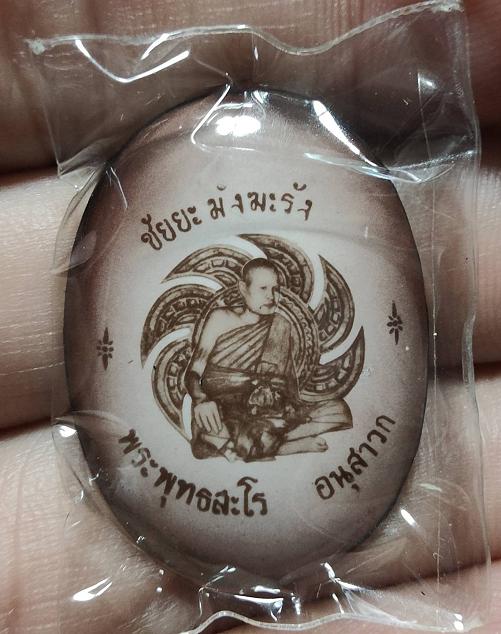 ชัยยะ มังฆะรัง
พระพุทธสะโร อนุสาวก